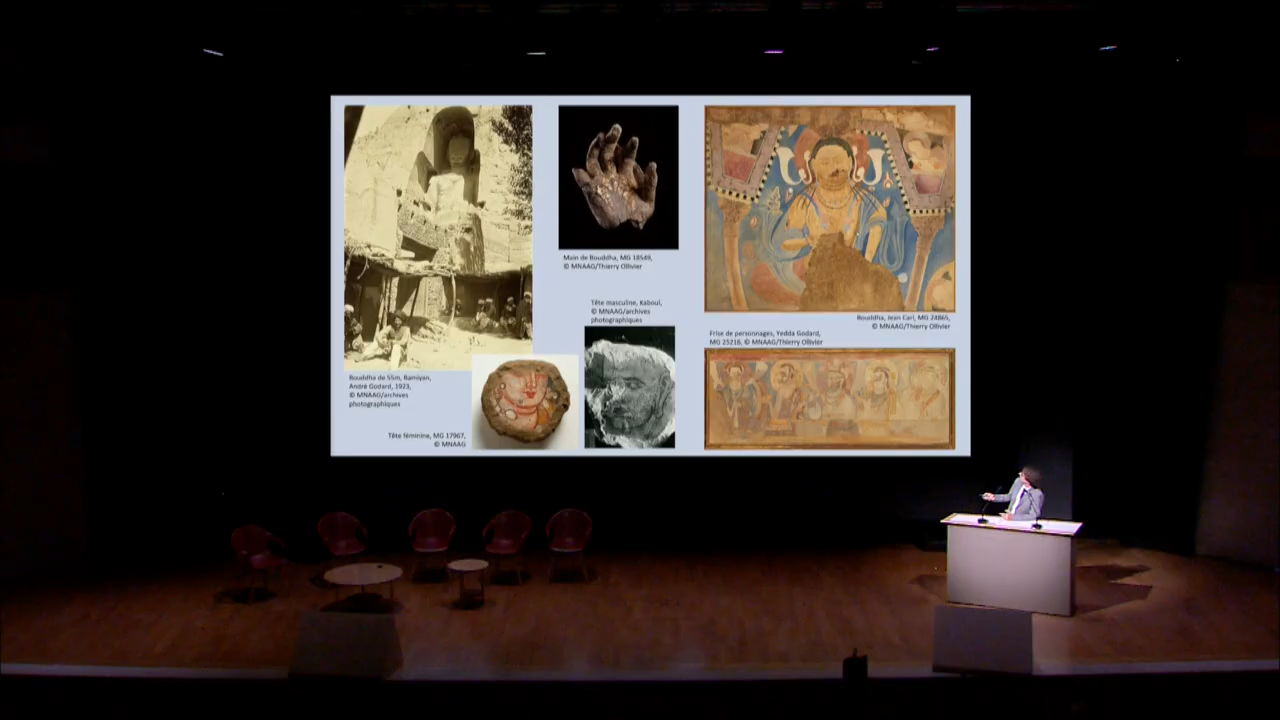 Main de Bouddha, MG 18549,
© MNAAG/Thierry Ollivier
Tête masculine, Kaboul,
© MNAAG/archives
photographiques
Bouddha, Jean Carl, MG 24865,
© MNAAG/Thierry Ollivier
Frise de personnages, Yedda Godard,
MG 25216, © MNAAG/Thierry Ollivier
Bouddha de 55m, Bamiyan,
André Godard, 1923,
© MNAAG/archives
photographiques
Tête féminine, MG 17967,
© MNAAG